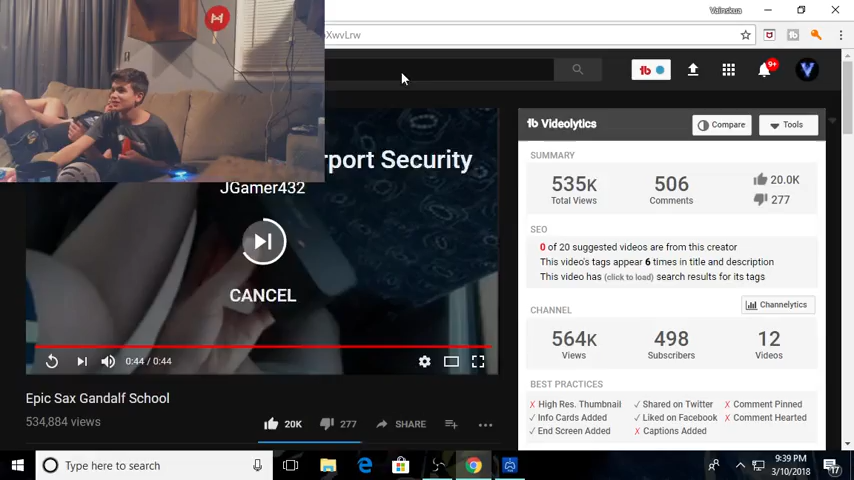 Vainskua
XwvLrw
9+
V
port Security
JGamer432
CANCEL
0:44 / 0:44
Epic Sax Gandalf School
534,884 views
20K 277 SHARE
tb Videolytics
Compare
Tools
SUMMARY
535K
Total Views
506
Comments
20.0K
277
SEO
0 of 20 suggested videos are from this creator
This video's tags appear 6 times in title and description
This video has (click to load) search results for its tags
CHANNEL
Channelytics
564K
Views
498
Subscribers
12
Videos
BEST PRACTICES
✗ High Res. Thumbnail ✓ Shared on Twitter ✗ Comment Pinned
✓ Info Cards Added ✓ Liked on Facebook ✗ Comment Hearted
✓ End Screen Added ✗ Captions Added
Type here to search
9:39 PM
3/10/2018
17